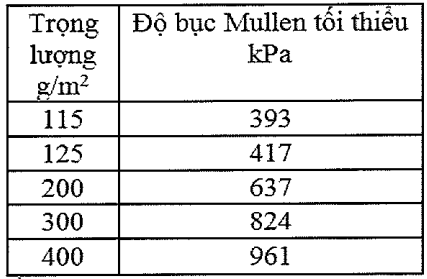 Trọng lượng g/m² | Độ bục Mullen tối thiểu kPa
115 | 393
125 | 417
200 | 637
300 | 824
400 | 961